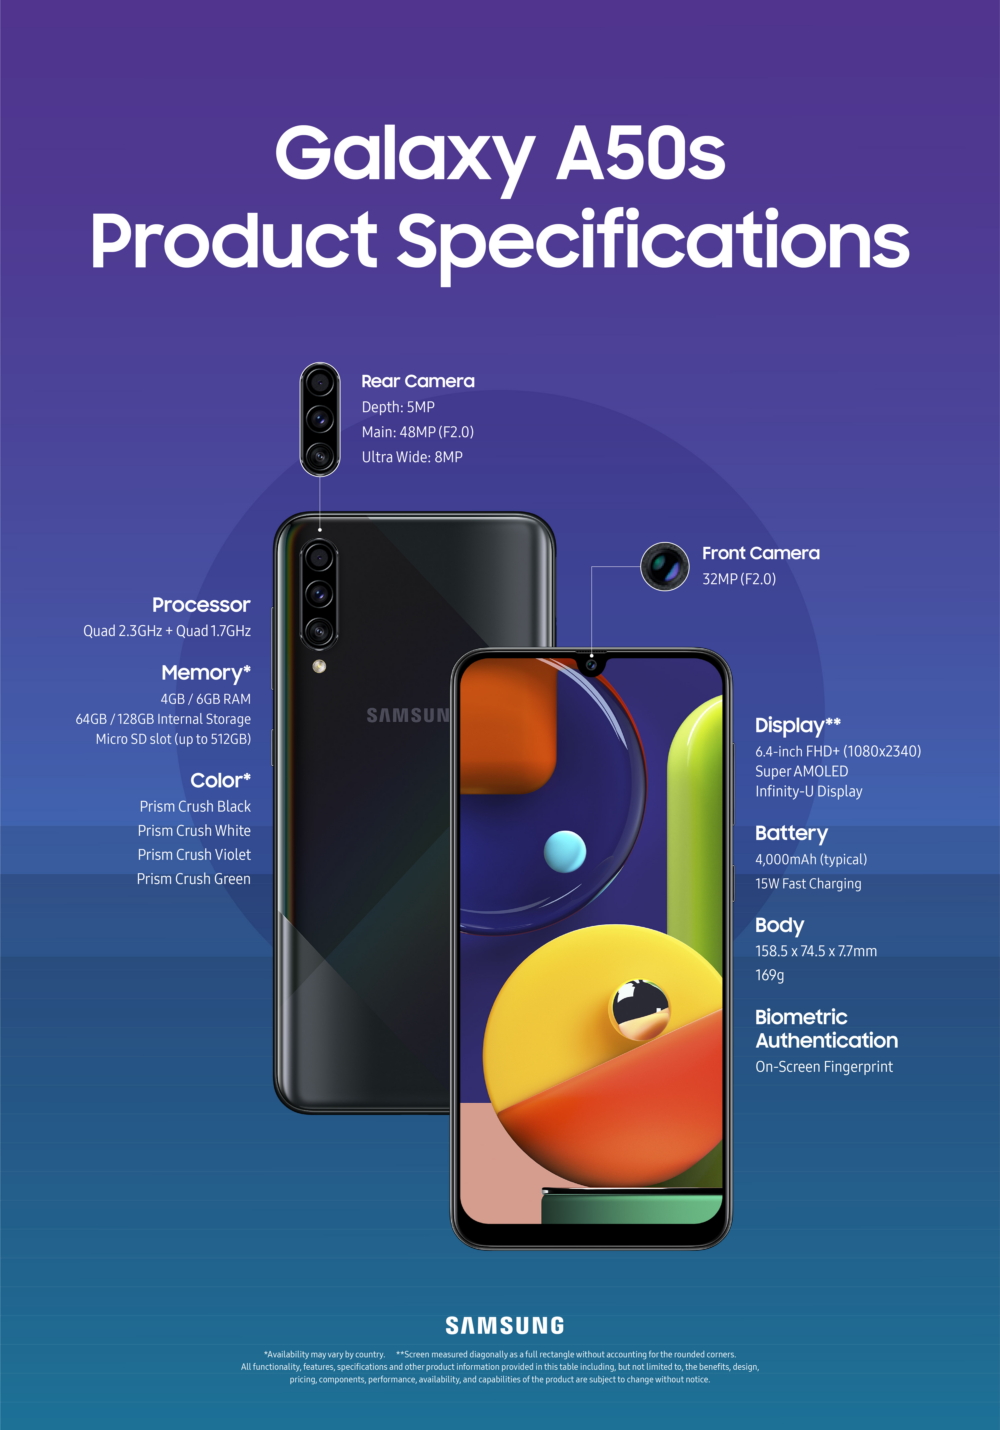 Galaxy A50s
Product Specifications
Rear Camera
Depth: 5MP
Main: 48MP (F2.0)
Ultra Wide: 8MP
Front Camera
32MP (F2.0)
Processor
Quad 2.3GHz + Quad 1.7GHz
Memory*
4GB / 6GB RAM
64GB / 128GB Internal Storage
Micro SD slot (up to 512GB)
Color*
Prism Crush Black
Prism Crush White
Prism Crush Violet
Prism Crush Green
SAMSUN
Display**
6.4-inch FHD+ (1080x2340)
Super AMOLED
Infinity-U Display
Battery
4,000mAh (typical)
15W Fast Charging
Body
158.5 x 74.5 x 7.7mm
169g
Biometric
Authentication
On-Screen Fingerprint
SAMSUNG
*Availability may vary by country. **Screen measured diagonally as a full rectangle without accounting for the rounded corners.
All functionality, features, specifications and other product information provided in this table including, but not limited to, the benefits, design,
pricing, components, performance, availability, and capabilities of the product are subject to change without notice.